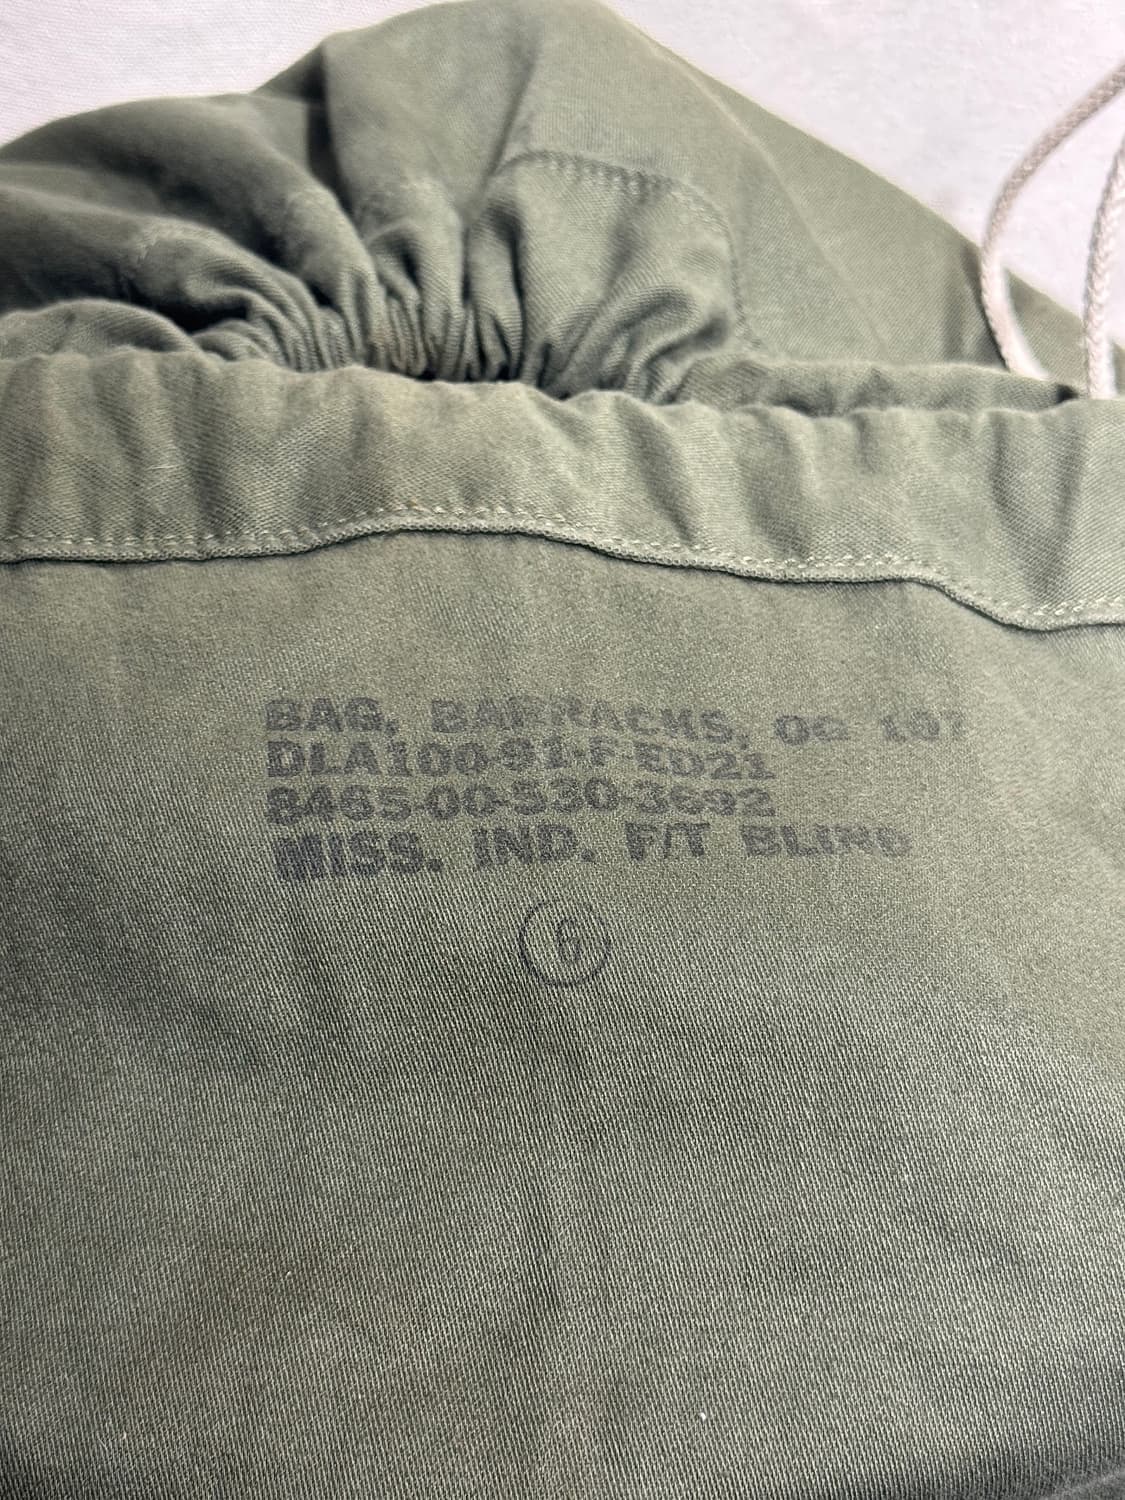 BAG, BARRACKS, OG 107
DLA100-91-F-ED21
8465-00-530-3692
MISS. IND. F/T BLIND
6